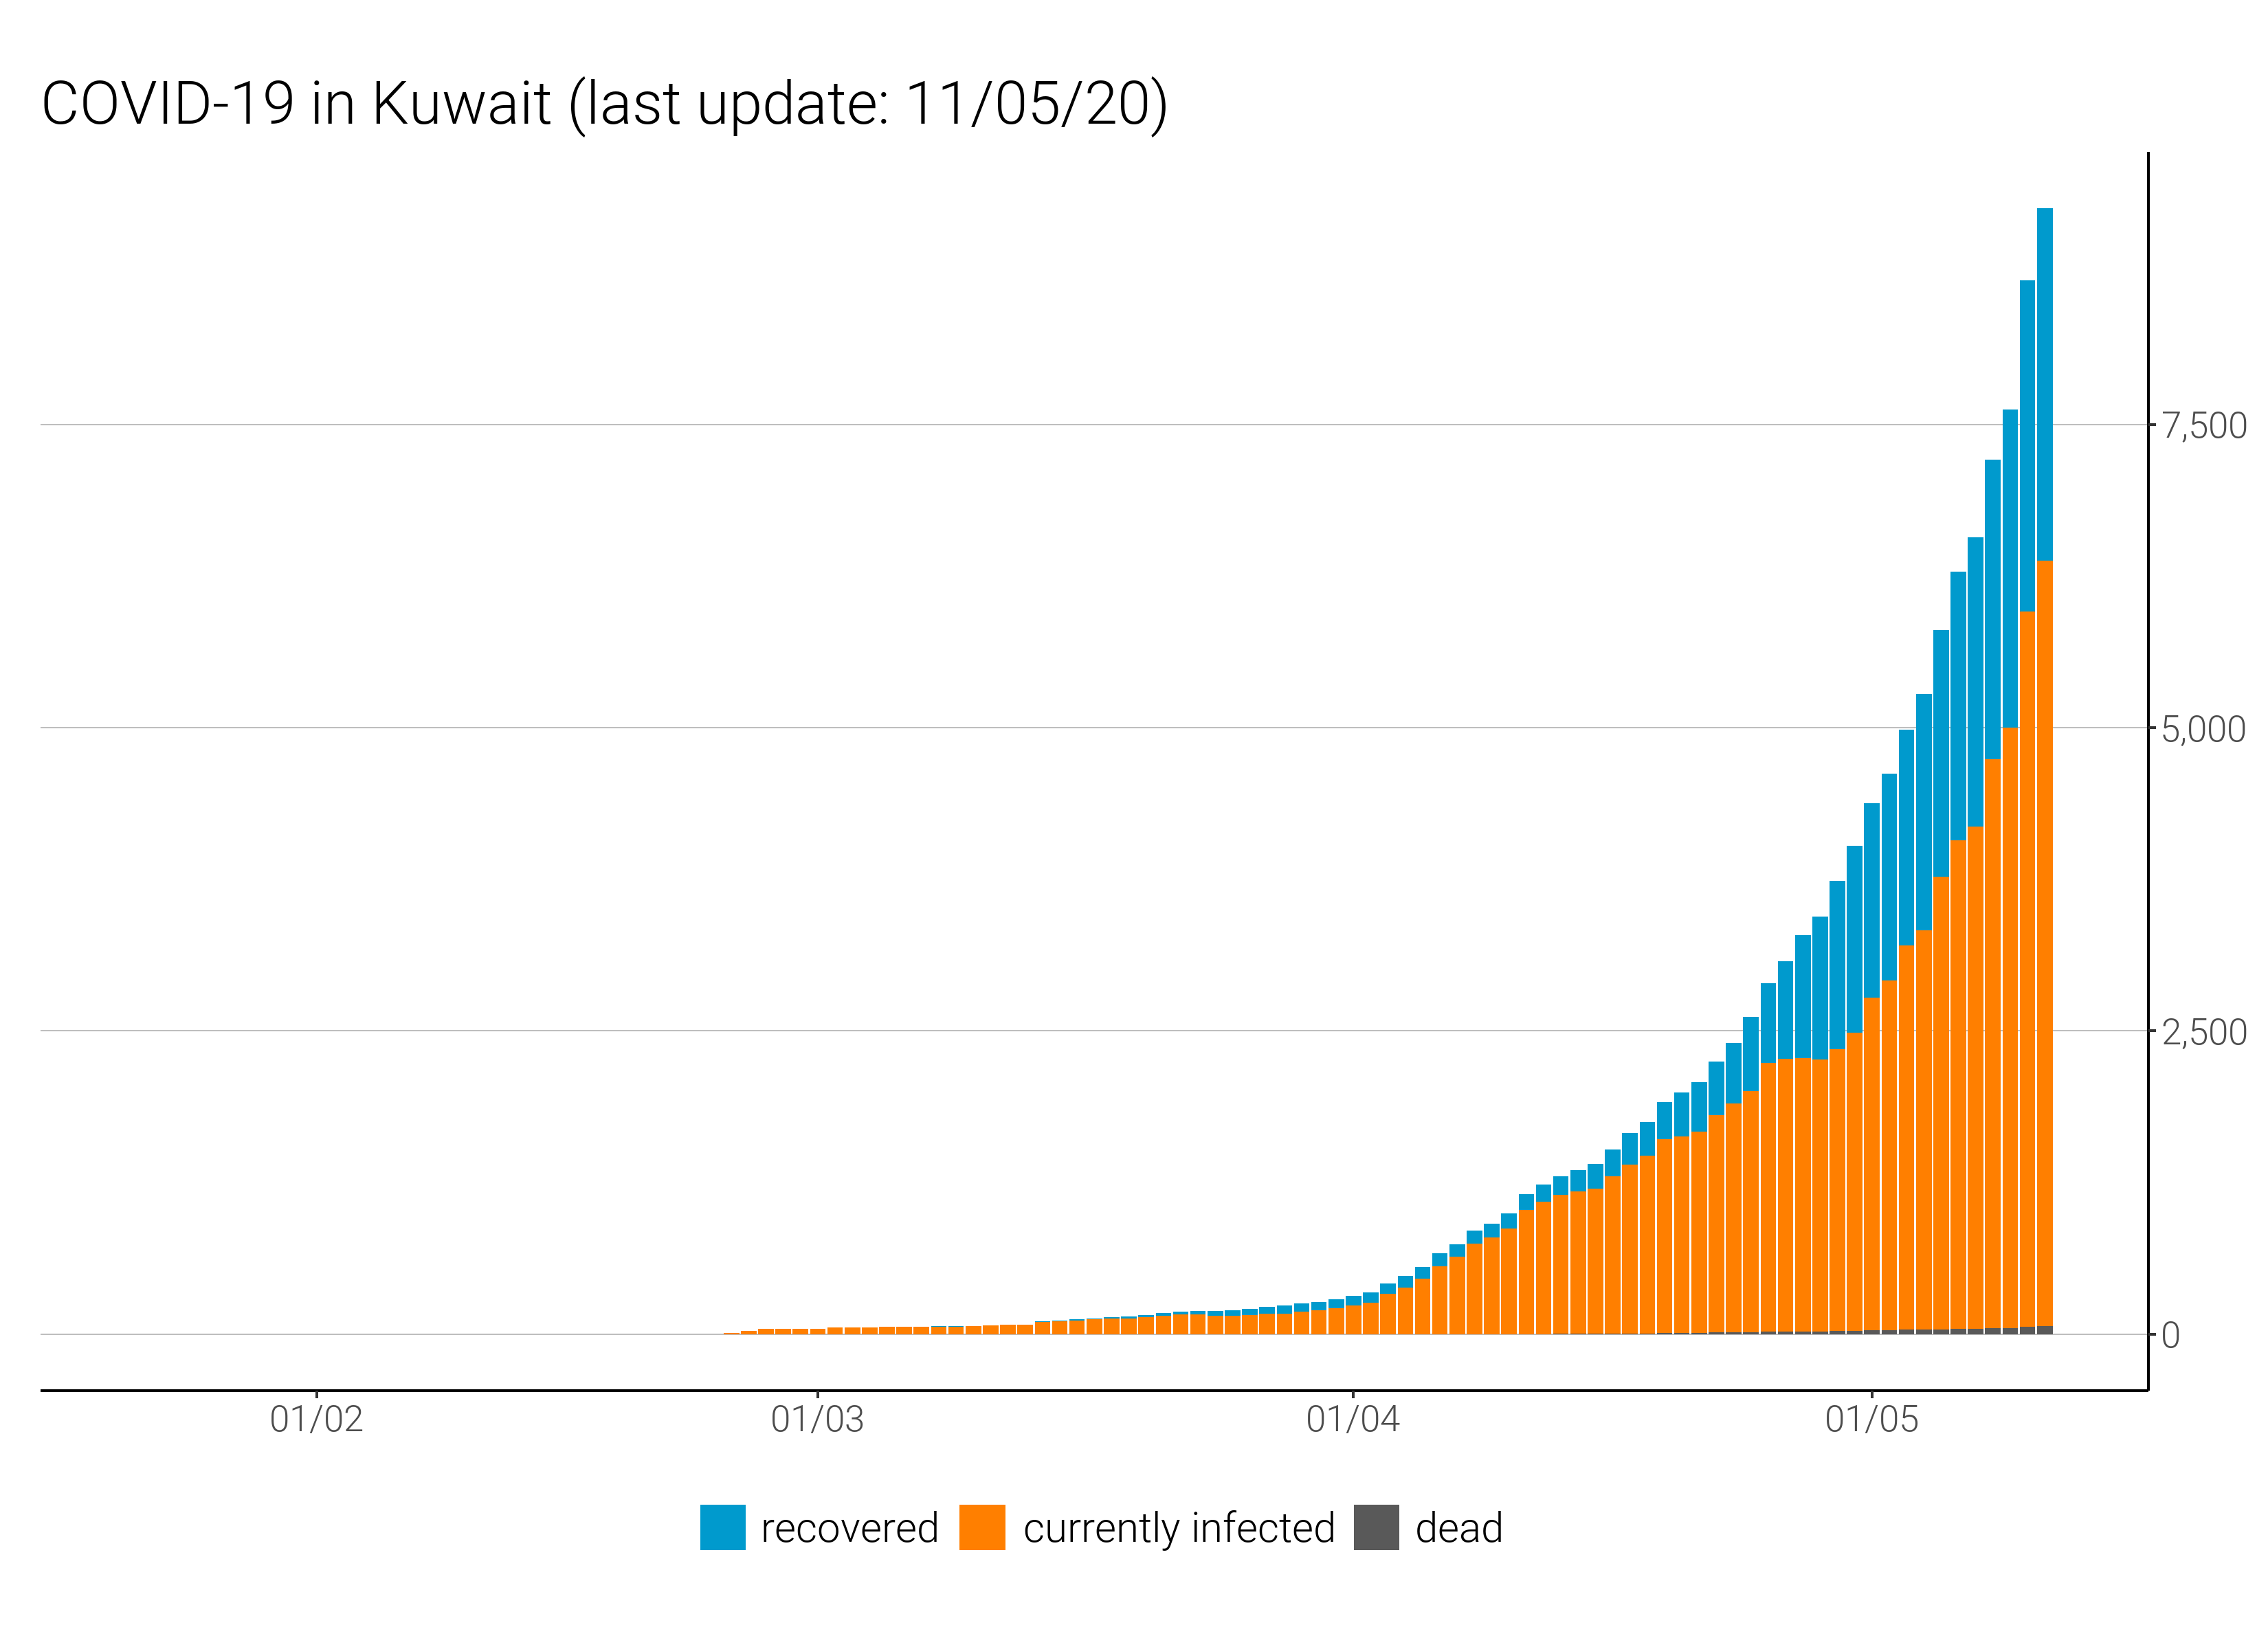 COVID-19 in Kuwait (last update: 11/05/20)
7,500
5,000
2,500
0
01/02 01/03 01/04 01/05
recovered currently infected dead